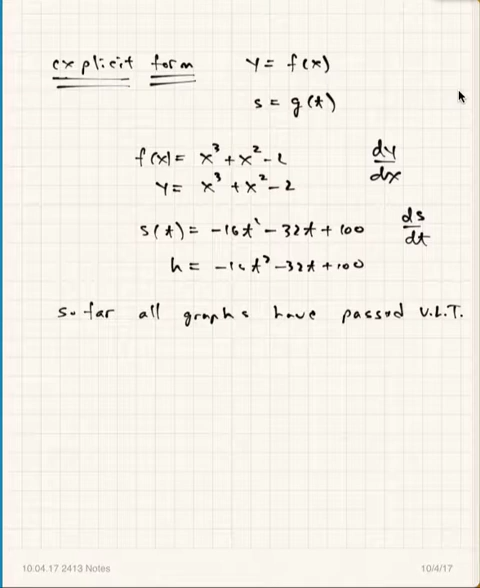 explicit form y = f(x)
s = g(t)
f(x) = x³ + x² - 2 dy/dx
y = x³ + x² - 2
s(t) = -16t² - 32t + 100 ds/dt
h = -16t² - 32t + 100
so far all graphs have passed V.L.T.
10.04.17 2413 Notes 10/4/17